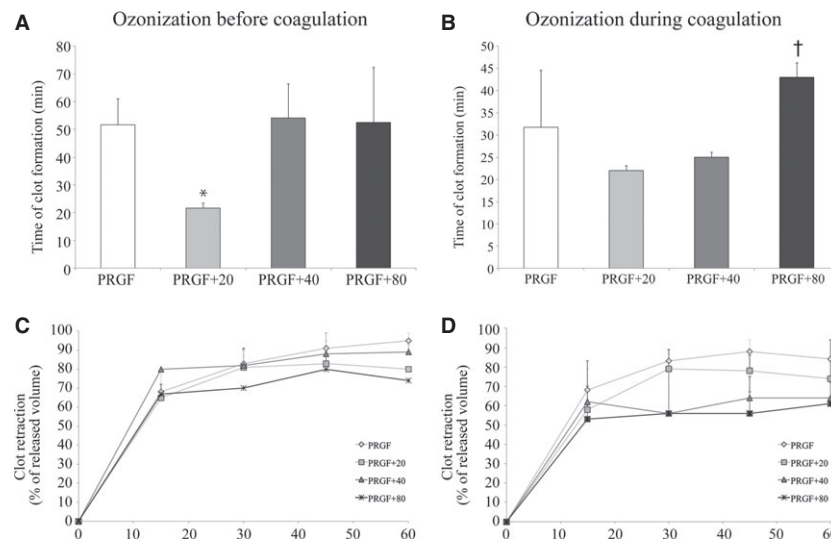 A
Ozonization before coagulation
Time of clot formation (min)
80
70
60
50
40
30
20
10
0
*
PRGF
PRGF+20
PRGF+40
PRGF+80
B
Ozonization during coagulation
Time of clot formation (min)
50
45
40
35
30
25
20
15
10
5
0
†
PRGF
PRGF+20
PRGF+40
PRGF+80
C
Clot retraction
(% of released volume)
100
90
80
70
60
50
40
30
20
10
0
0
15
30
45
60
PRGF
PRGF+20
PRGF+40
PRGF+80
D
Clot retraction
(% of released volume)
100
90
80
70
60
50
40
30
20
10
0
0
10
20
30
40
50
60
PRGF
PRGF+20
PRGF+40
PRGF+80